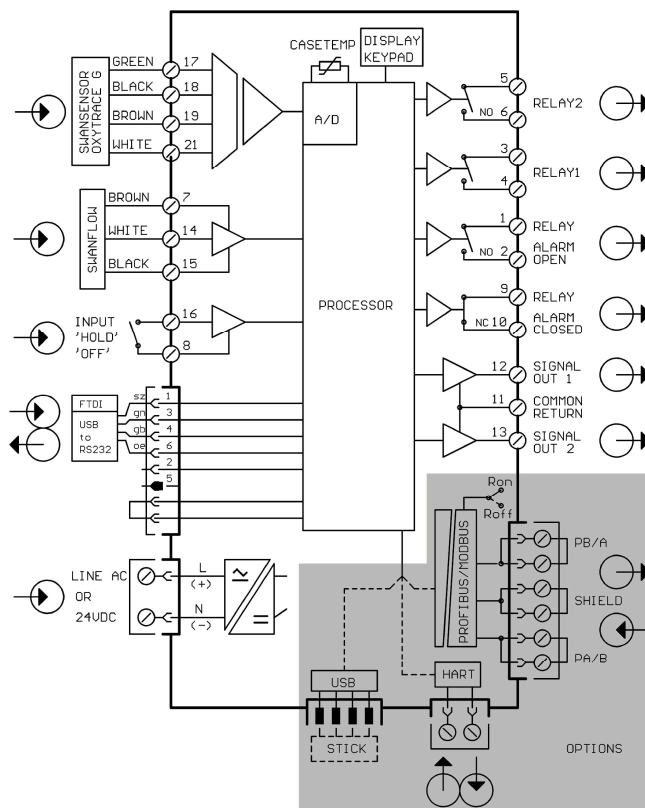 CASETEMP
DISPLAY
KEYPAD
A/D
PROCESSOR
SWANSENSOR
OXYTRACE G
GREEN 17
BLACK 18
BROWN 19
WHITE 21
SWANFLOW
BROWN 7
WHITE 14
BLACK 15
INPUT
'HOLD'
'OFF'
16
8
FTDI
USB
to
RS232
sz 1
gn 3
gb 4
oe 6
2
5
LINE AC
OR
24VDC
L
(+)
N
(-)
5
NO 6
RELAY2
3
4
RELAY1
1
NO 2
RELAY
ALARM
OPEN
9
NC 10
RELAY
ALARM
CLOSED
12
SIGNAL
OUT 1
11
COMMON
RETURN
13
SIGNAL
OUT 2
Ron
Roff
PROFIBUS/MODBUS
PB/A
SHIELD
PA/B
USB
STICK
HART
OPTIONS